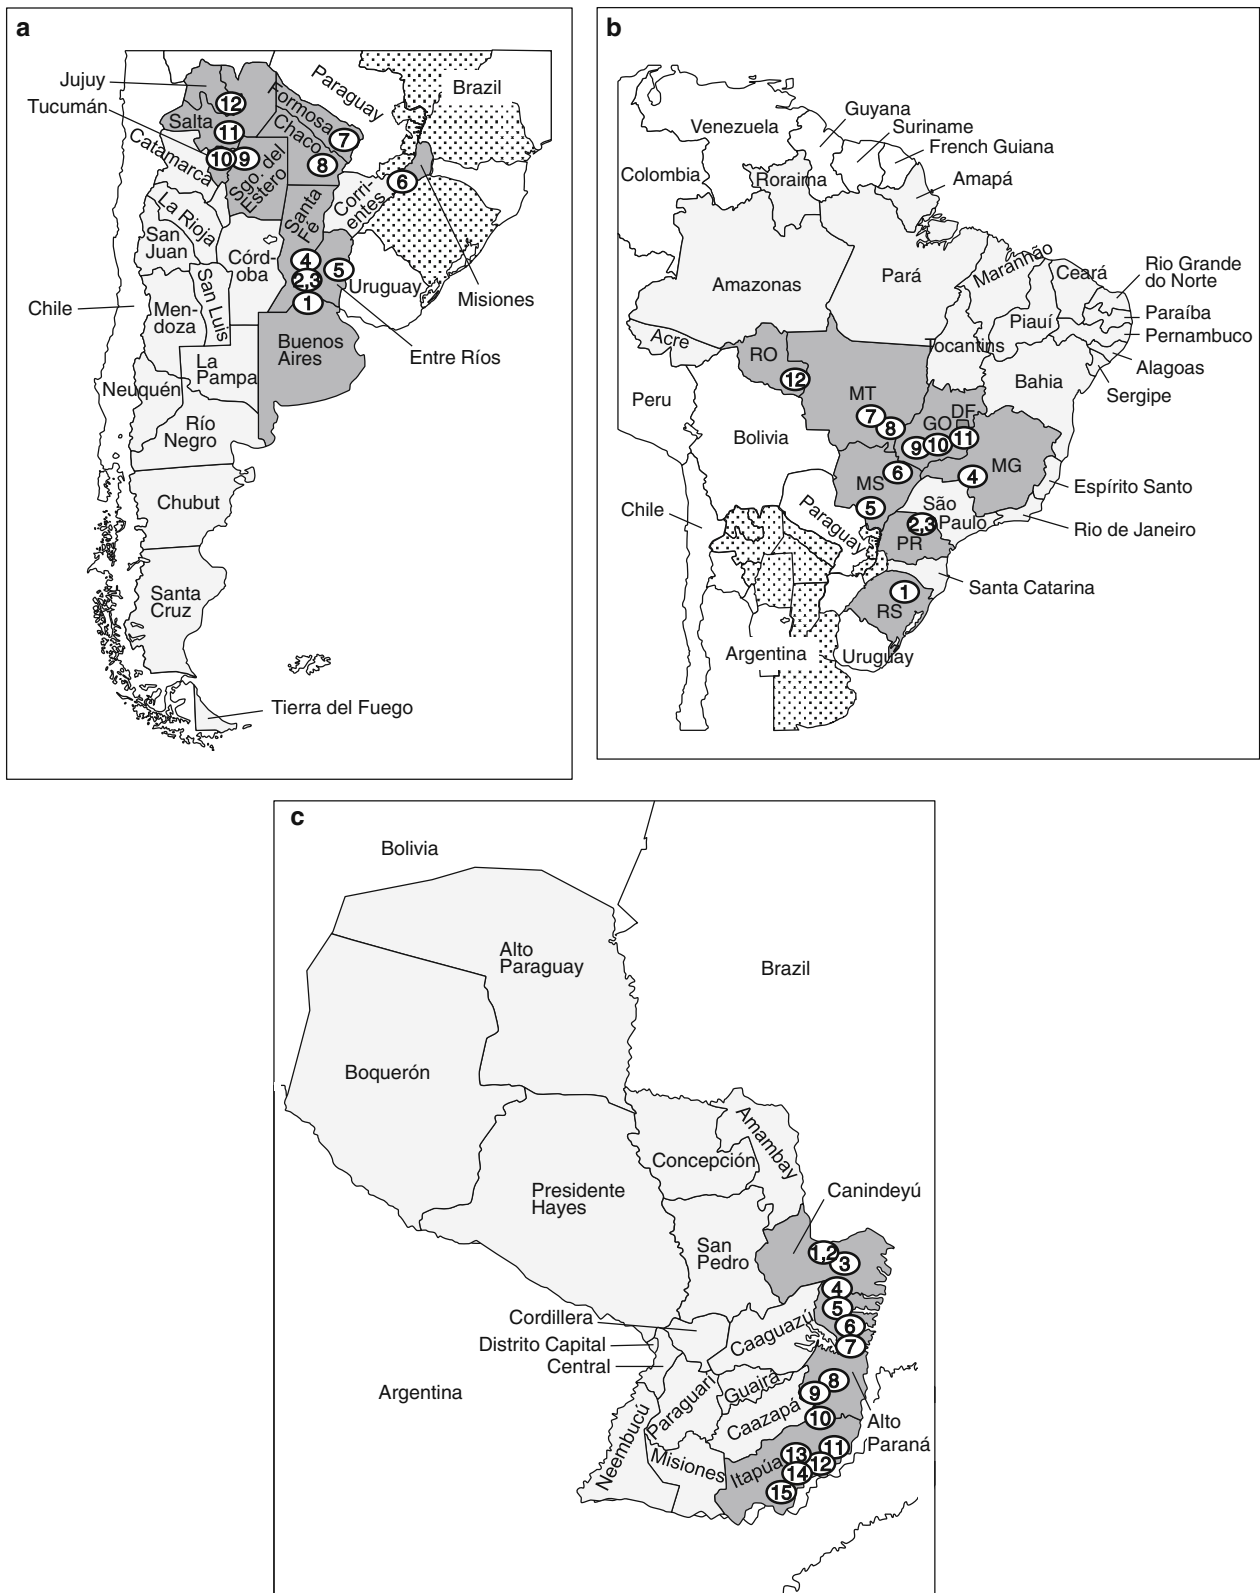 a
Jujuy
Tucumán
Paraguay
Brazil
Formosa
12
Salta
Chaco
11
7
Catamarca
10
9
8
Sgo. del
Estero
6
Corri-
entes
Santa
Fe
La Rioja
San
Juan
Córd-
oba
4
2,3
5
Uruguay
Misiones
Chile
San Luis
Men-
doza
1
Buenos
Aires
Entre Ríos
La
Pampa
Neuquén
Río
Negro
Chubut
Santa
Cruz
Tierra del Fuego
b
Guyana
Venezuela
Suriname
French Guiana
Colombia
Roraima
Amapá
Amazonas
Pará
Maranhão
Ceará
Rio Grande
do Norte
Paraíba
Piauí
Pernambuco
Acre
RO
Tocantins
Alagoas
Bahia
Sergipe
12
Peru
MT
7
8
GO
DF
9
10
11
Bolivia
MG
6
4
MS
Espírito Santo
5
São
Paulo
Chile
Paraguay
2,3
Rio de Janeiro
PR
Santa Catarina
1
RS
Argentina
Uruguay
c
Bolivia
Alto
Paraguay
Brazil
Boquerón
Amambay
Concepción
Canindeyú
Presidente
Hayes
San
Pedro
1,2
3
4
5
6
7
Cordillera
Caaguazú
Distrito Capital
Central
Argentina
Guaira
8
9
Paraguarí
Caazapá
10
Alto
Paraná
Neembucú
11
13
12
Misiones
Itapúa
14
15